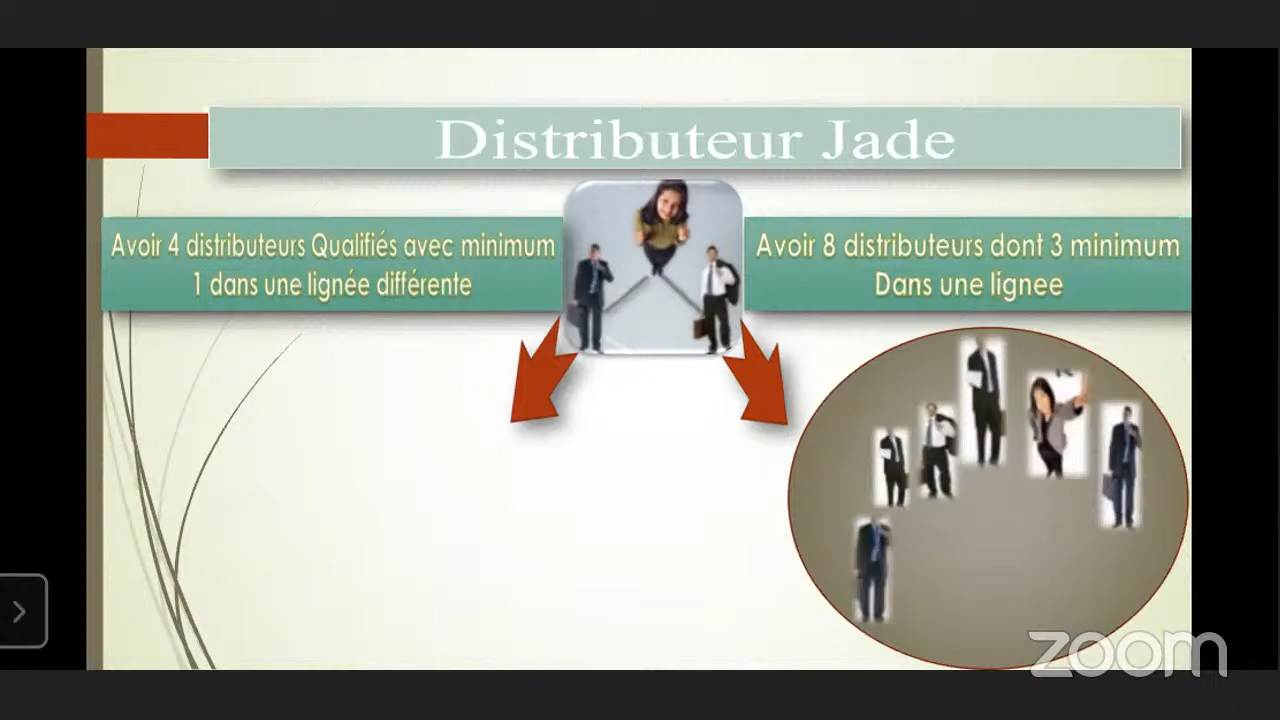 Distributeur Jade
Avoir 4 distributeurs Qualifiés avec minimum
1 dans une lignée différente
Avoir 8 distributeurs dont 3 minimum
Dans une lignee
zoom